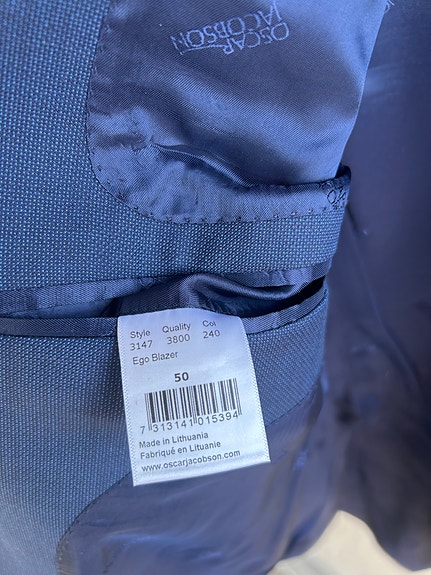 OSCAR
JACOBSON
Style Quality Col
3147 3800 240
Ego Blazer
50
7 313141 015394
Made in Lithuania
Fabriqué en Lituanie
www.oscarjacobson.com